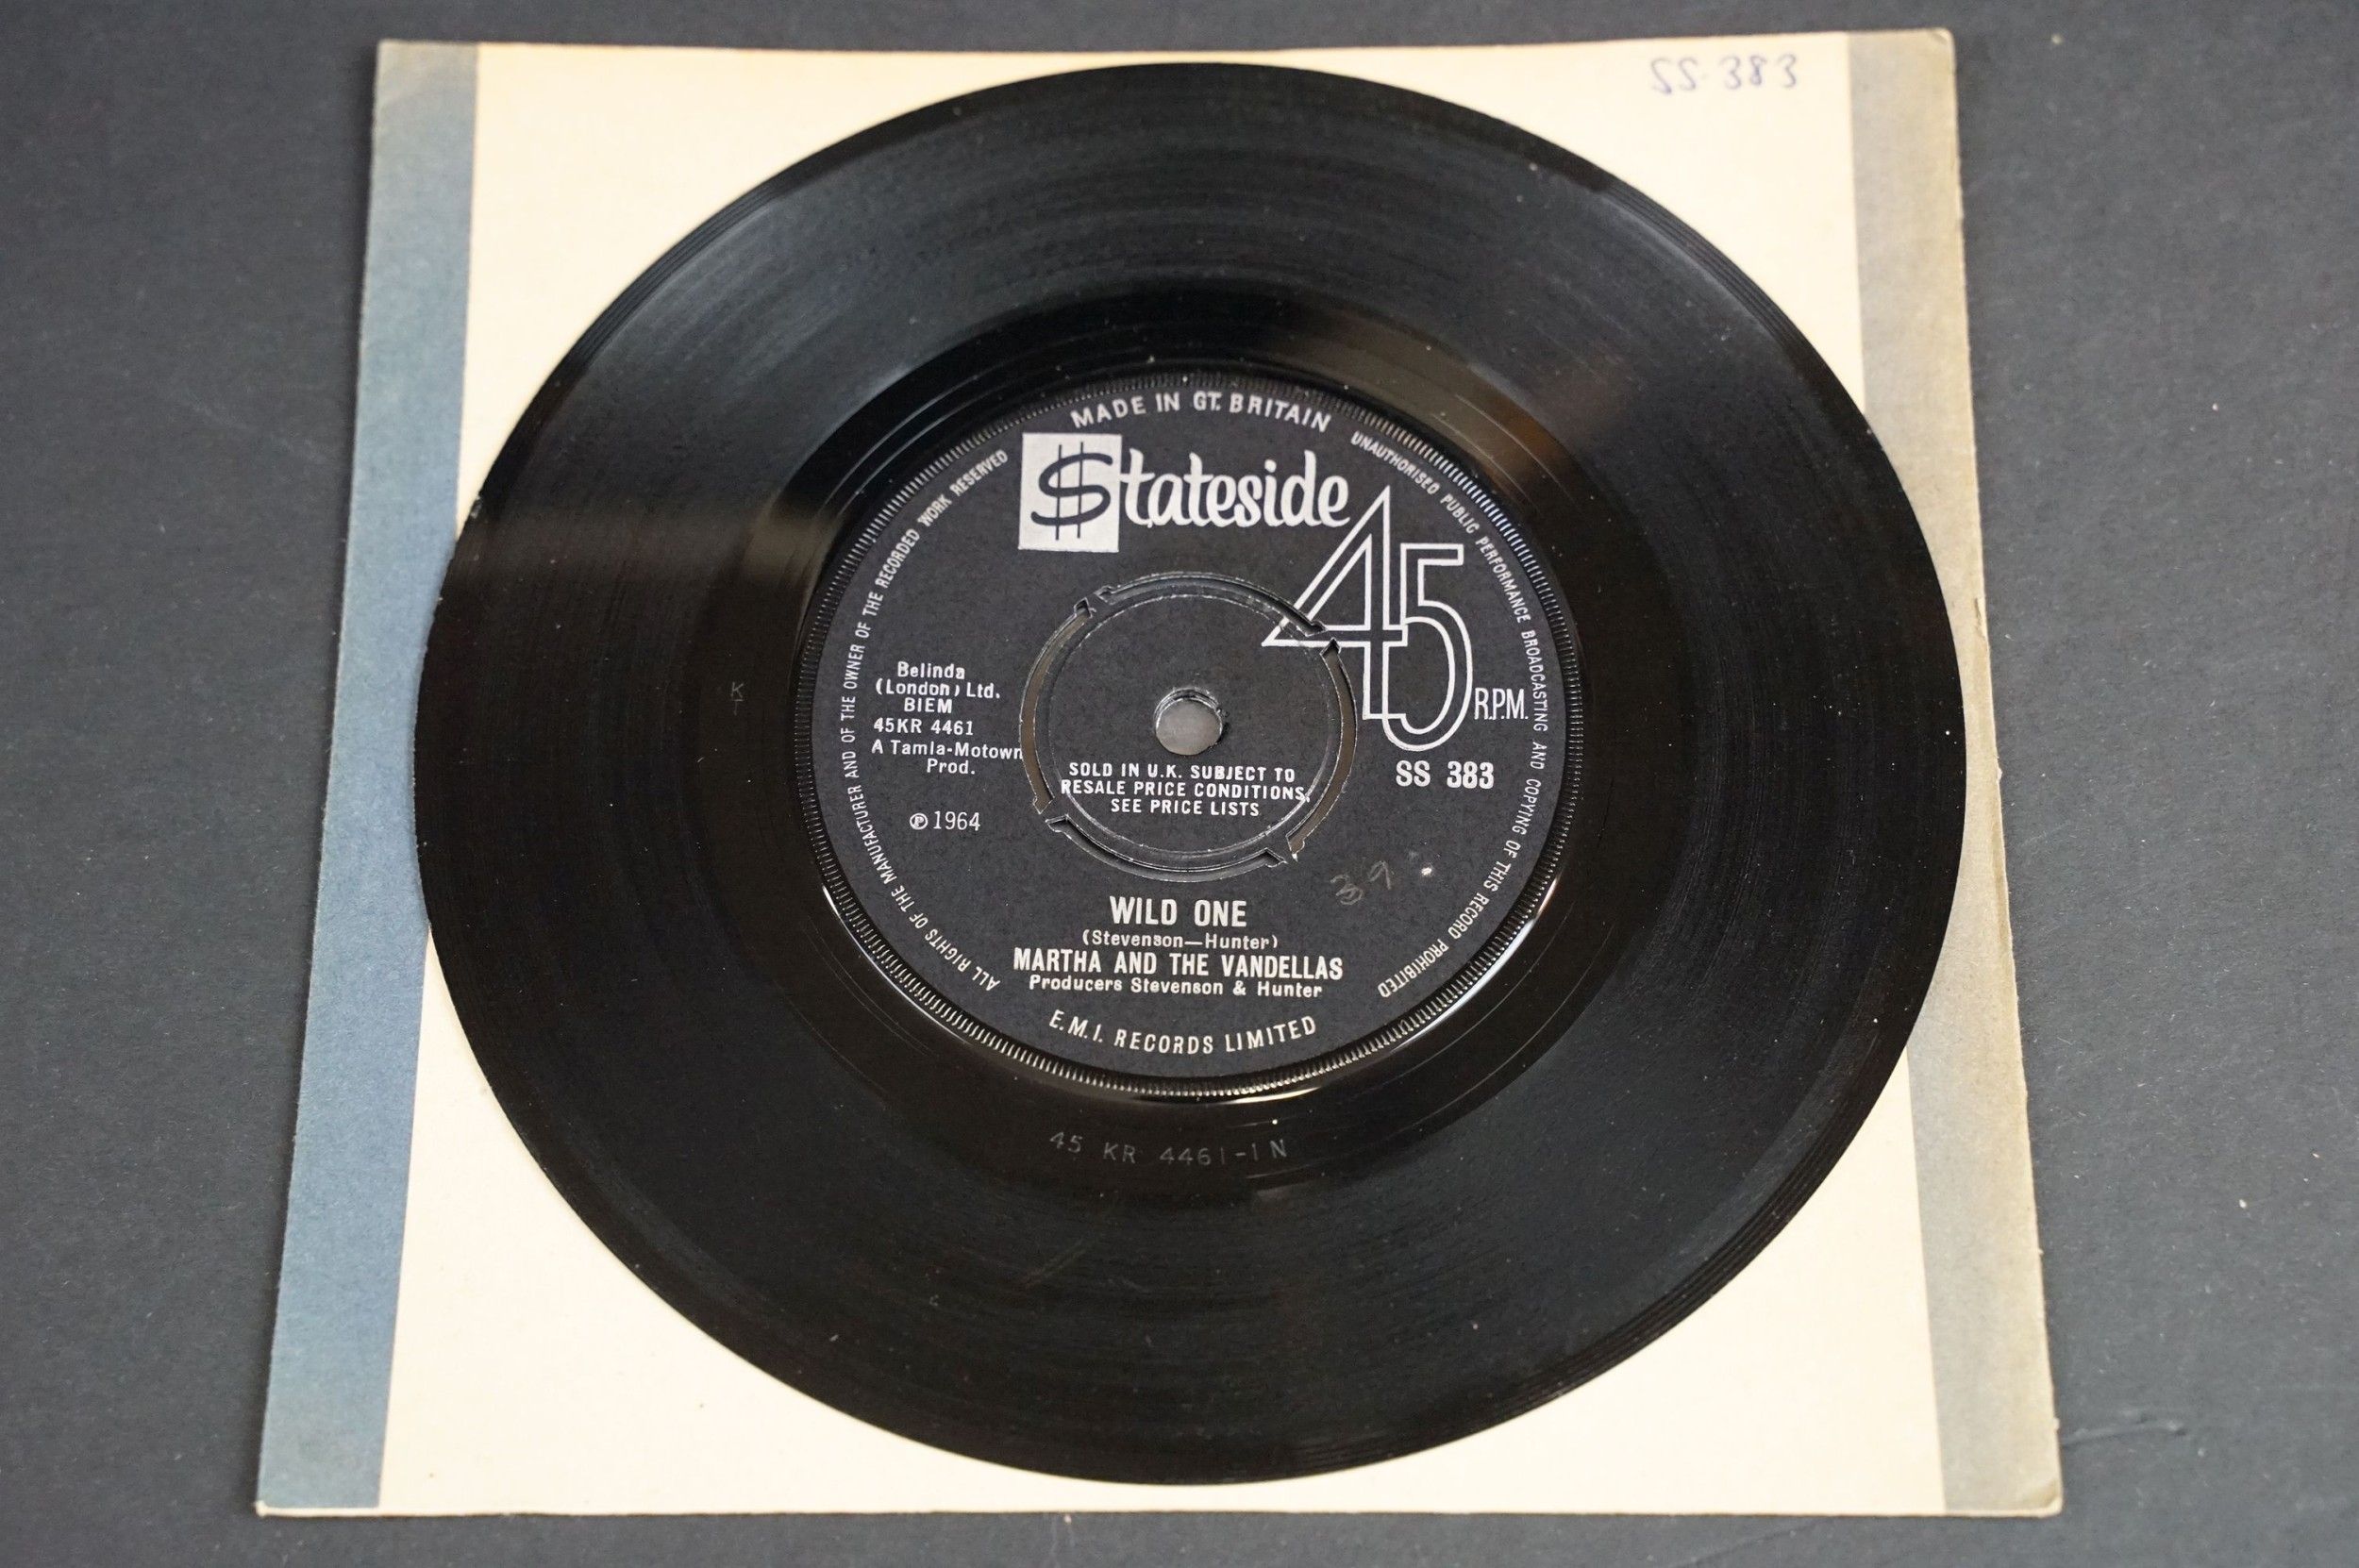 SS·383
MADE IN GT. BRITAIN
$tateside
45
R.P.M.
SS 383
Belinda
(London) Ltd.
BIEM
45KR 4461
A Tamla-Motown
Prod.
℗ 1964
SOLD IN U.K. SUBJECT TO
RESALE PRICE CONDITIONS,
SEE PRICE LISTS
39
WILD ONE
(Stevenson—Hunter)
MARTHA AND THE VANDELLAS
Producers Stevenson & Hunter
E.M.I. RECORDS LIMITED
ALL RIGHTS OF THE MANUFACTURER AND OF THE OWNER OF THE RECORDED WORK RESERVED
UNAUTHORISED PUBLIC PERFORMANCE BROADCASTING AND COPYING OF THIS RECORD PROHIBITED
K
45 KR 4461-1N